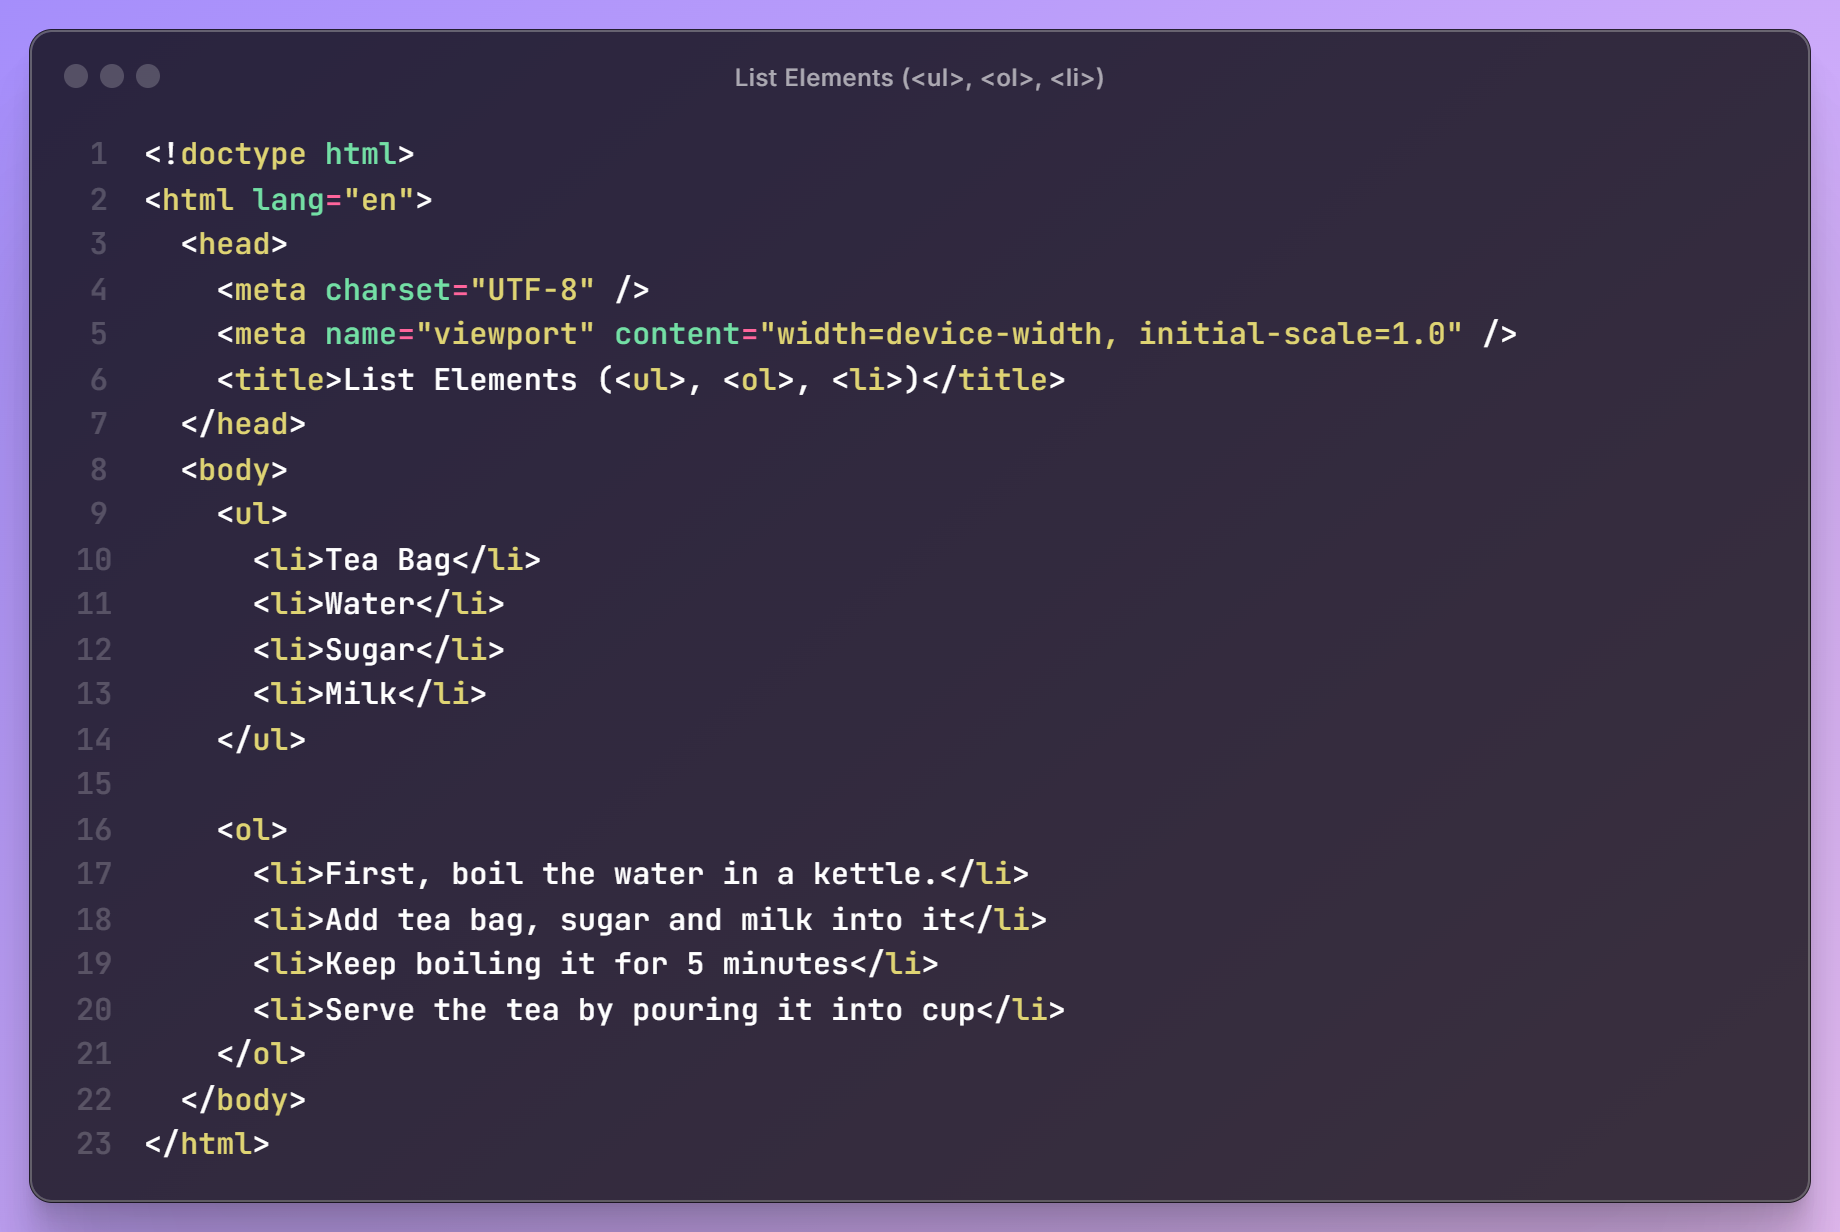 List Elements (<ul>, <ol>, <li>)
1 <!doctype html>
2 <html lang="en">
3   <head>
4     <meta charset="UTF-8" />
5     <meta name="viewport" content="width=device-width, initial-scale=1.0" />
6     <title>List Elements (<ul>, <ol>, <li>)</title>
7   </head>
8   <body>
9     <ul>
10       <li>Tea Bag</li>
11       <li>Water</li>
12       <li>Sugar</li>
13       <li>Milk</li>
14     </ul>
15
16     <ol>
17       <li>First, boil the water in a kettle.</li>
18       <li>Add tea bag, sugar and milk into it</li>
19       <li>Keep boiling it for 5 minutes</li>
20       <li>Serve the tea by pouring it into cup</li>
21     </ol>
22   </body>
23 </html>